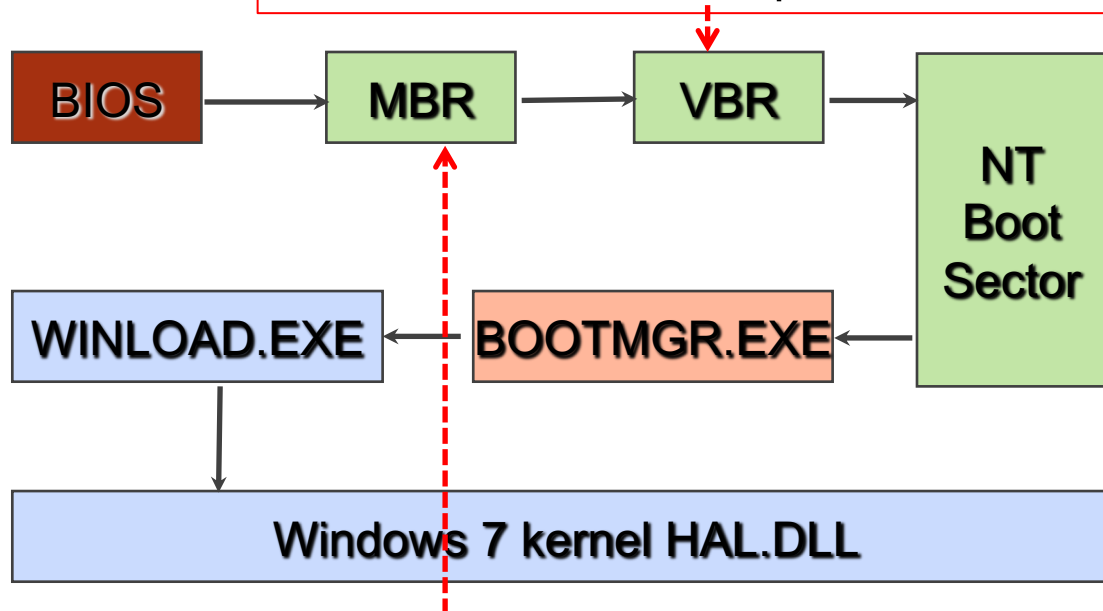 BIOS
MBR
VBR
NT
Boot
Sector
WINLOAD.EXE
BOOTMGR.EXE
Windows 7 kernel HAL.DLL